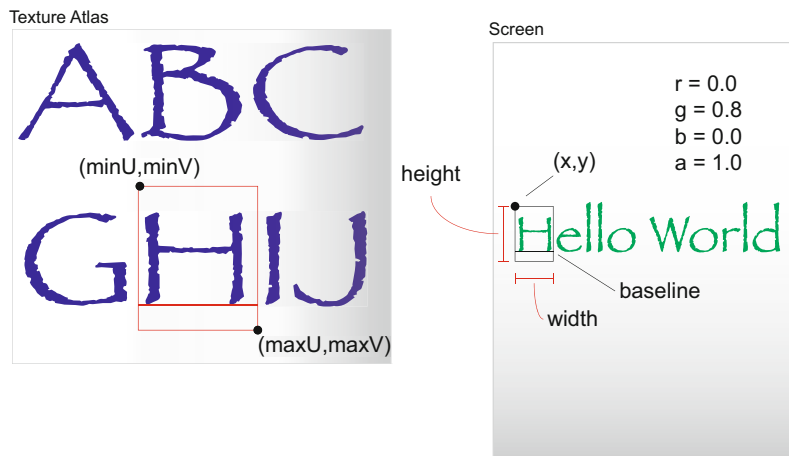 Texture Atlas
ABC
(minU,minV)
GHIJ
(maxU,maxV)
Screen
r = 0.0
g = 0.8
b = 0.0
a = 1.0
(x,y)
height
Hello World
baseline
width